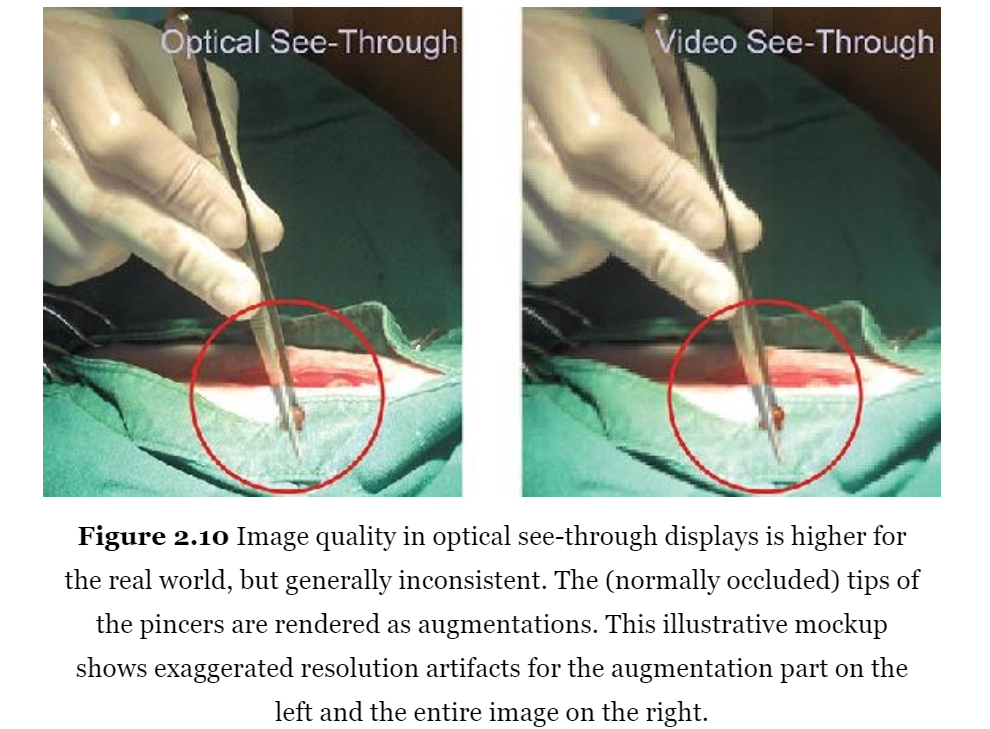 Optical See-Through
Video See-Through
Figure 2.10 Image quality in optical see-through displays is higher for
the real world, but generally inconsistent. The (normally occluded) tips of
the pincers are rendered as augmentations. This illustrative mockup
shows exaggerated resolution artifacts for the augmentation part on the
left and the entire image on the right.